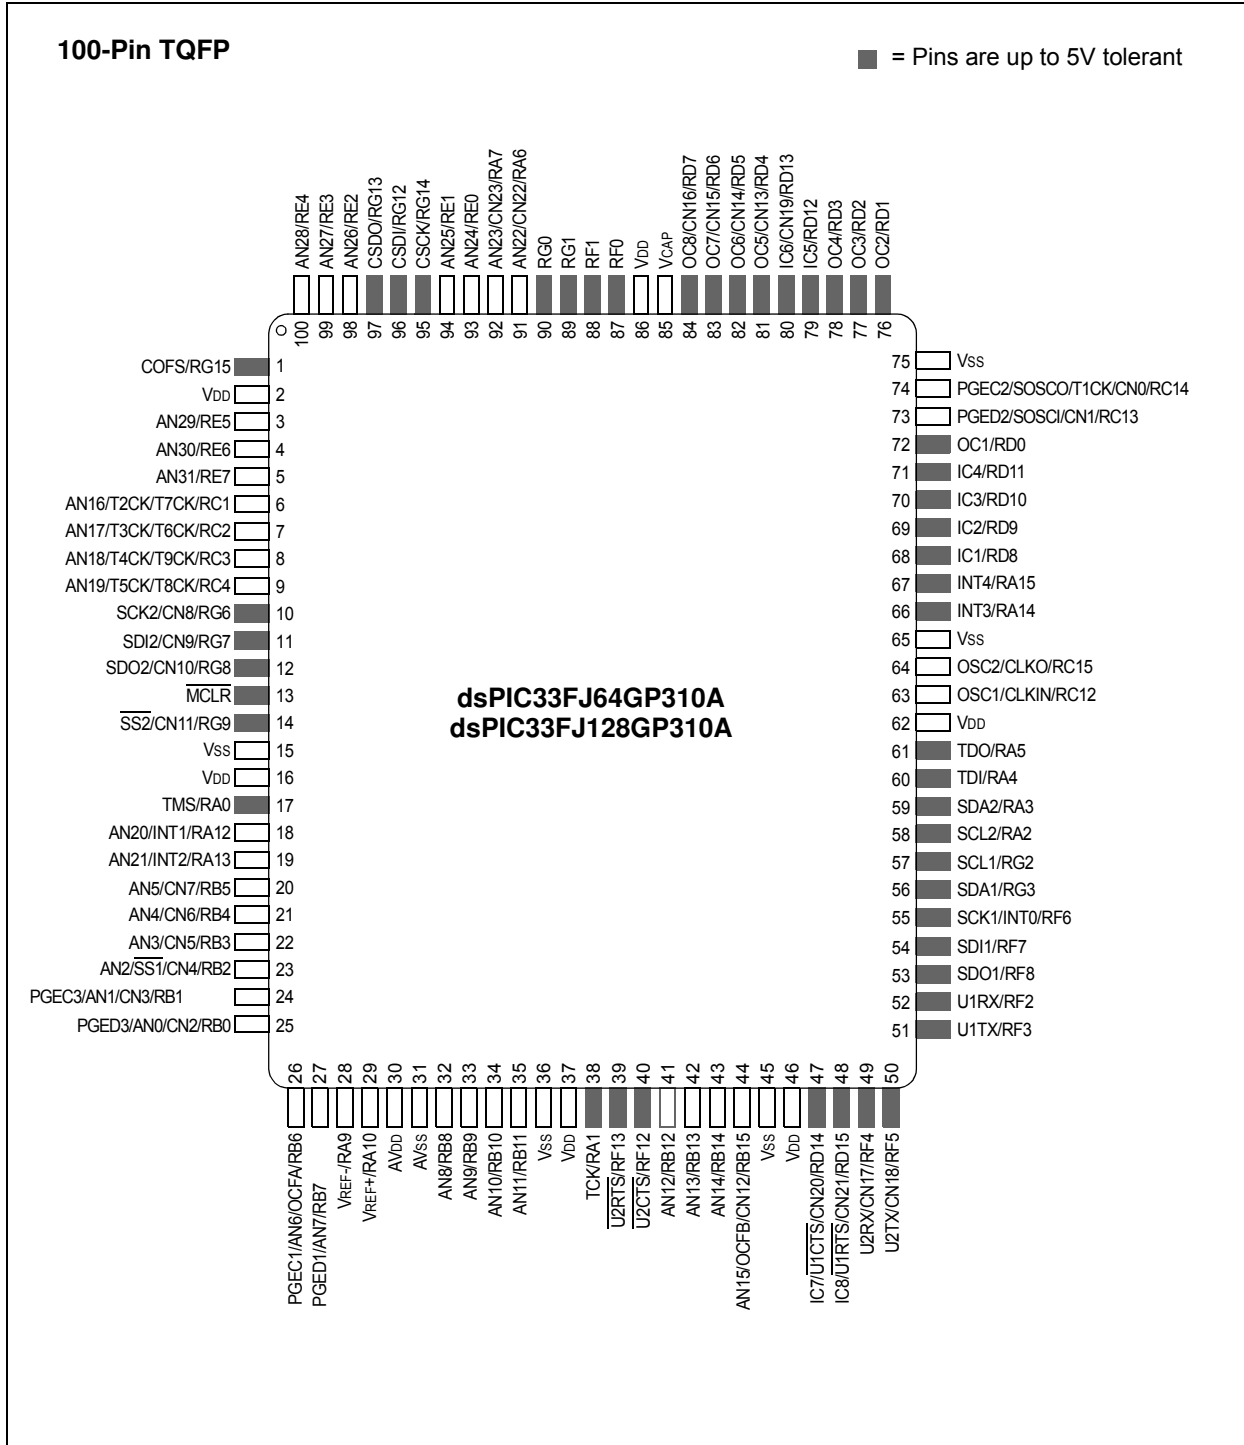 100-Pin TQFP
= Pins are up to 5V tolerant
AN28/RE4
AN27/RE3
AN26/RE2
CSDO/RG13
CSDI/RG12
CSCK/RG14
AN25/RE1
AN24/RE0
AN23/CN23/RA7
AN22/CN22/RA6
RG0
RG1
RF1
RF0
VDD
VCAP
OC8/CN16/RD7
OC7/CN15/RD6
OC6/CN14/RD5
OC5/CN13/RD4
IC6/CN19/RD13
IC5/RD12
OC4/RD3
OC3/RD2
OC2/RD1
100
99
98
97
96
95
94
93
92
91
90
89
88
87
86
85
84
83
82
81
80
79
78
77
76
COFS/RG15 1
VDD 2
AN29/RE5 3
AN30/RE6 4
AN31/RE7 5
AN16/T2CK/T7CK/RC1 6
AN17/T3CK/T6CK/RC2 7
AN18/T4CK/T9CK/RC3 8
AN19/T5CK/T8CK/RC4 9
SCK2/CN8/RG6 10
SDI2/CN9/RG7 11
SDO2/CN10/RG8 12
MCLR 13
SS2/CN11/RG9 14
VSS 15
VDD 16
TMS/RA0 17
AN20/INT1/RA12 18
AN21/INT2/RA13 19
AN5/CN7/RB5 20
AN4/CN6/RB4 21
AN3/CN5/RB3 22
AN2/SS1/CN4/RB2 23
PGEC3/AN1/CN3/RB1 24
PGED3/AN0/CN2/RB0 25
dsPIC33FJ64GP310A
dsPIC33FJ128GP310A
75 VSS
74 PGEC2/SOSCO/T1CK/CN0/RC14
73 PGED2/SOSCI/CN1/RC13
72 OC1/RD0
71 IC4/RD11
70 IC3/RD10
69 IC2/RD9
68 IC1/RD8
67 INT4/RA15
66 INT3/RA14
65 VSS
64 OSC2/CLKO/RC15
63 OSC1/CLKIN/RC12
62 VDD
61 TDO/RA5
60 TDI/RA4
59 SDA2/RA3
58 SCL2/RA2
57 SCL1/RG2
56 SDA1/RG3
55 SCK1/INT0/RF6
54 SDI1/RF7
53 SDO1/RF8
52 U1RX/RF2
51 U1TX/RF3
26
27
28
29
30
31
32
33
34
35
36
37
38
39
40
41
42
43
44
45
46
47
48
49
50
PGEC1/AN6/OCFA/RB6
PGED1/AN7/RB7
VREF-/RA9
VREF+/RA10
AVDD
AVSS
AN8/RB8
AN9/RB9
AN10/RB10
AN11/RB11
VSS
VDD
TCK/RA1
U2RTS/RF13
U2CTS/RF12
AN12/RB12
AN13/RB13
AN14/RB14
AN15/OCFB/CN12/RB15
VSS
VDD
IC7/U1CTS/CN20/RD14
IC8/U1RTS/CN21/RD15
U2RX/CN17/RF4
U2TX/CN18/RF5